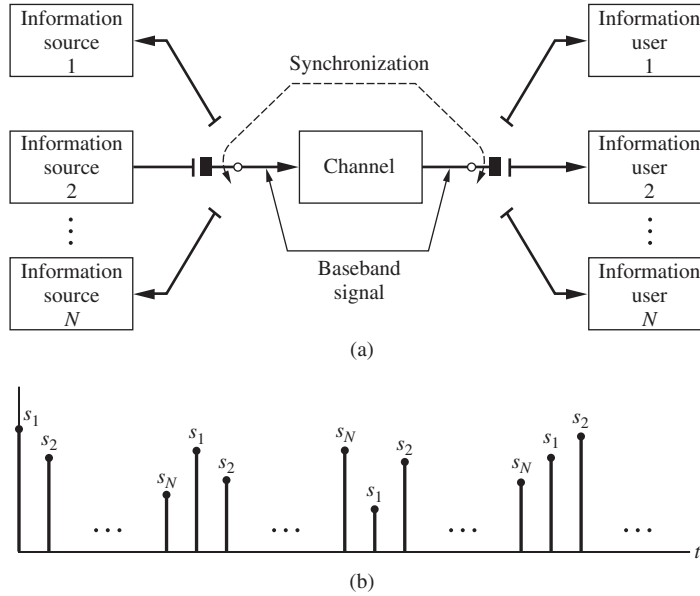 Information
source
1
Information
source
2
Information
source
N
Synchronization
Channel
Baseband
signal
Information
user
1
Information
user
2
Information
user
N
(a)
s1
s2
sN
s1
s2
sN
s1
s2
sN
s1
s2
t
(b)